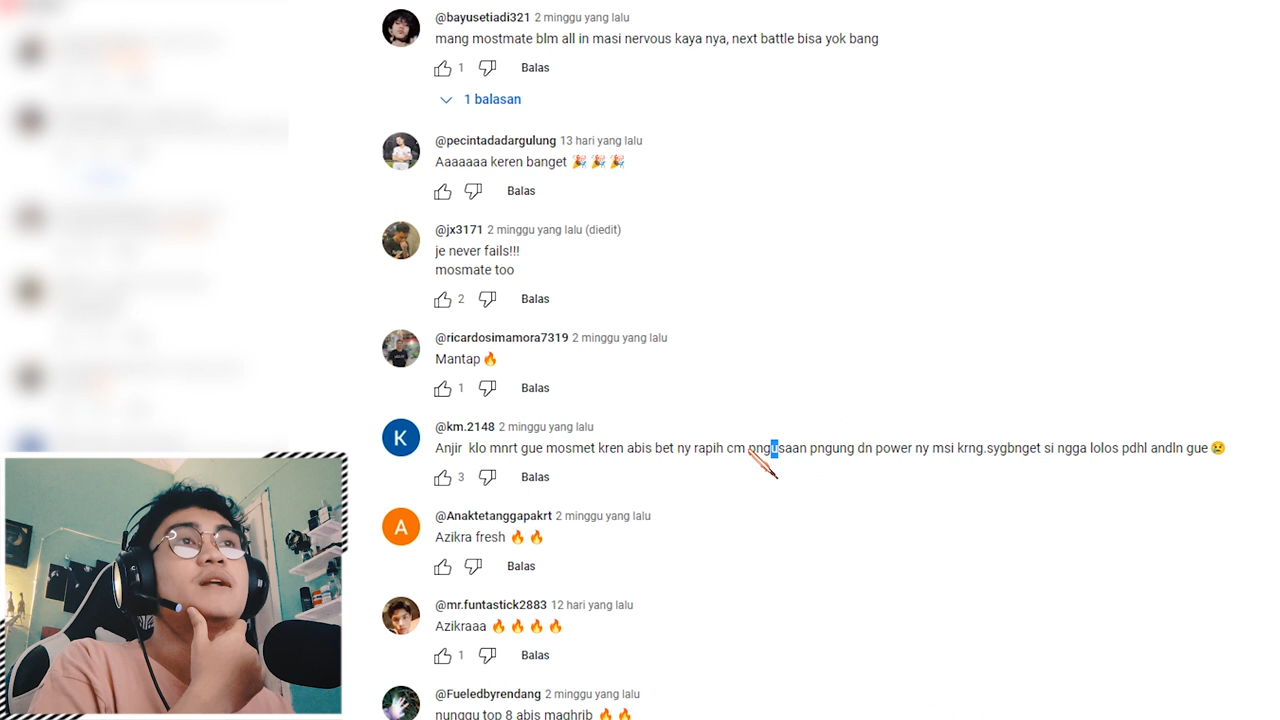 @bayusetiadi321 2 minggu yang lalu
mang mostmate blm all in masi nervous kaya nya, next battle bisa yok bang
1 Balas
1 balasan
@pecintadadargulung 13 hari yang lalu
Aaaaaaa keren banget 🎉 🎉 🎉
Balas
@jx3171 2 minggu yang lalu (diedit)
je never fails!!!
mosmate too
2 Balas
@ricardosimamora7319 2 minggu yang lalu
Mantap 🔥
1 Balas
K
@km.2148 2 minggu yang lalu
Anjir klo mnrt gue mosmet kren abis bet ny rapih cm pngusaan pngung dn power ny msi krng.sygbnget si ngga lolos pdhl andln gue 😢
3 Balas
A
@Anaktetanggapakrt 2 minggu yang lalu
Azikra fresh 🔥 🔥
Balas
@mr.funtastick2883 12 hari yang lalu
Azikraaa 🔥 🔥 🔥 🔥
1 Balas
@Fueledbyrendang 2 minggu yang lalu
nunggu top 8 abis maghrib 🔥 🔥